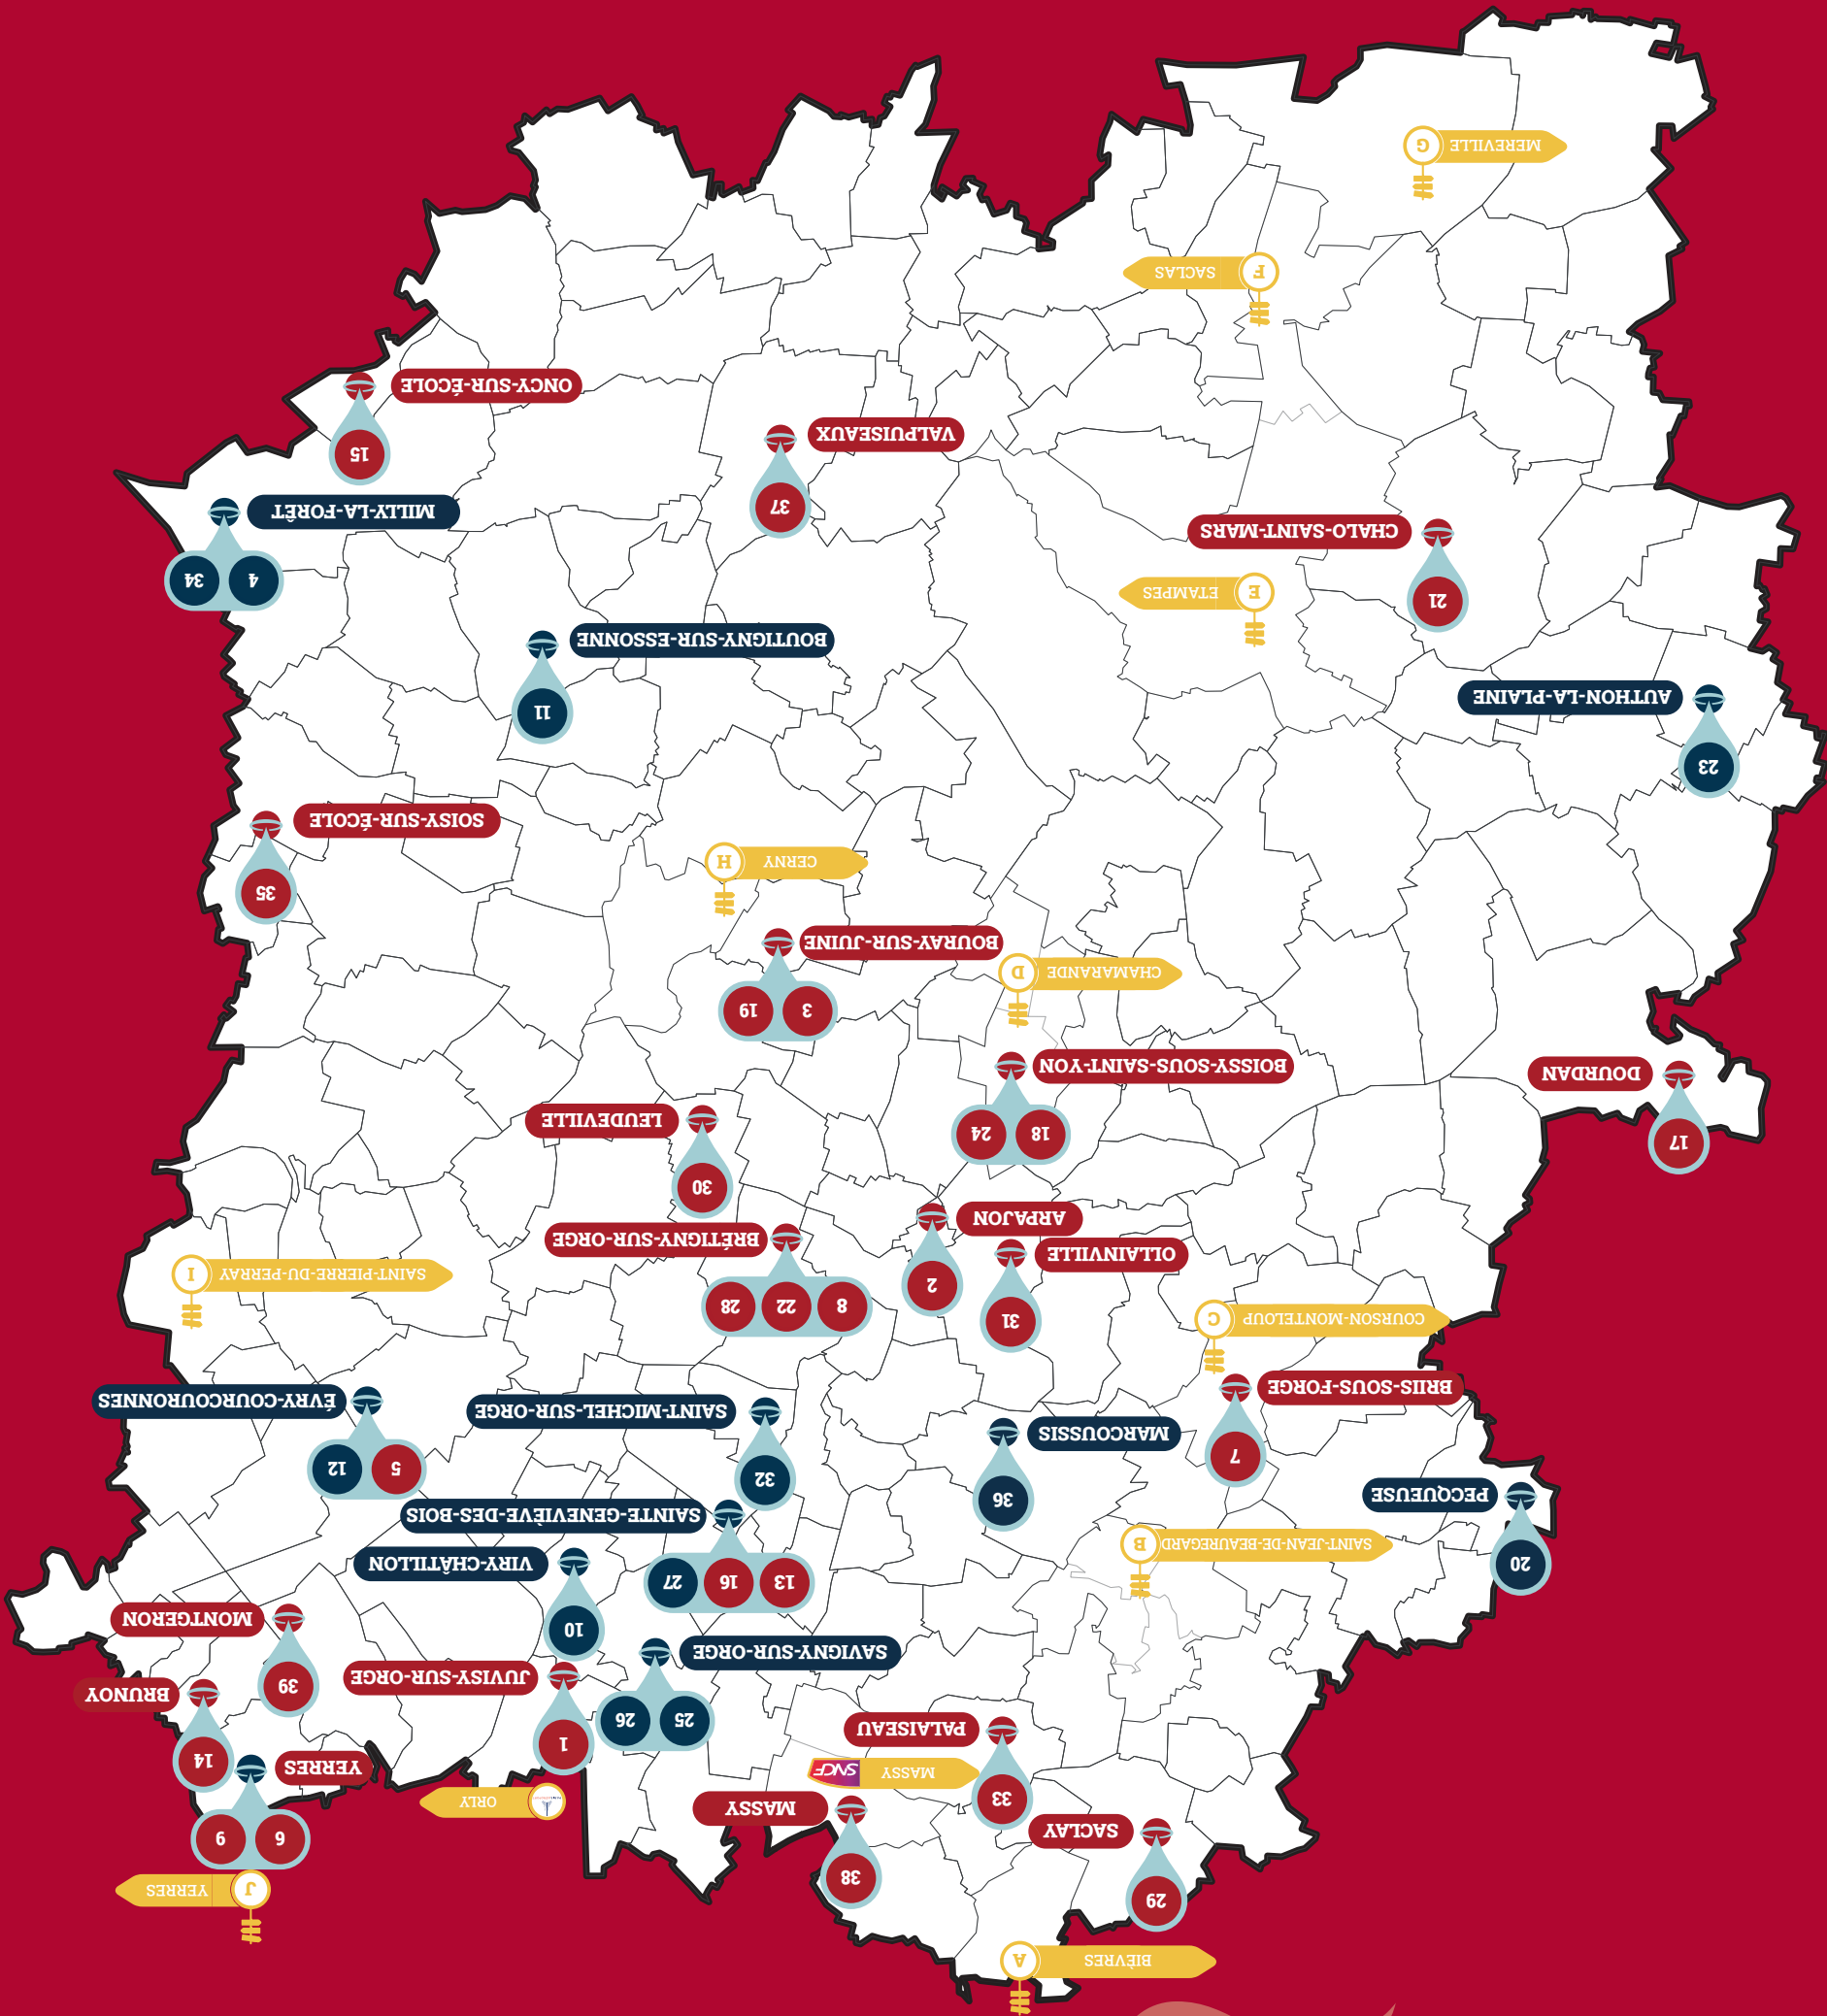 A BIÈVRES
29
J YERRES
38
SACLAY
6 9
MASSY
33
ORLY
MASSY SNCF
YERRES
14
1
PALAISEAU
25 26
BRUNOY
39
JUVISY-SUR-ORGE
SAVIGNY-SUR-ORGE
10
MONTGERON
13 16 27
20
VIRY-CHÂTILLON
B SAINT-JEAN-DE-BEAUREGARD
SAINTE-GENEVIÈVE-DES-BOIS
36
PECQUEUSE
32
5 12
7
MARCOUSSIS
SAINT-MICHEL-SUR-ORGE
ÉVRY-COURCOURONNES
BRIIS-SOUS-FORGE
31
C COURSON-MONTELOUP
8 22 28
2
I SAINT-PIERRE-DU-PERRAY
OLLAINVILLE
BRÉTIGNY-SUR-ORGE
ARPAJON
30
17
18 24
LEUDEVILLE
DOURDAN
BOISSY-SOUS-SAINT-YON
3 19
D CHAMARANDE
BOURAY-SUR-JUINE
35
H CERNY
SOISY-SUR-ÉCOLE
23
11
AUTHON-LA-PLAINE
BOUTIGNY-SUR-ESSONNE
21
E ETAMPES
4 34
CHALO-SAINT-MARS
MILLY-LA-FORÊT
37
15
VALPUISEAUX
ONCY-SUR-ÉCOLE
F SACLAS
G MEREVILLE